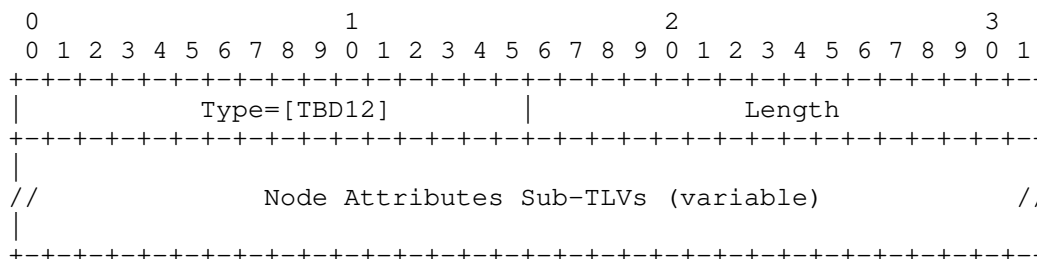 0                   1                   2                   3
0 1 2 3 4 5 6 7 8 9 0 1 2 3 4 5 6 7 8 9 0 1 2 3 4 5 6 7 8 9 0 1
+-+-+-+-+-+-+-+-+-+-+-+-+-+-+-+-+-+-+-+-+-+-+-+-+-+-+-+-+-+-+-+--
|           Type=[TBD12]        |             Length
+-+-+-+-+-+-+-+-+-+-+-+-+-+-+-+-+-+-+-+-+-+-+-+-+-+-+-+-+-+-+-+--
|
//              Node Attributes Sub-TLVs (variable)            //
|
+-+-+-+-+-+-+-+-+-+-+-+-+-+-+-+-+-+-+-+-+-+-+-+-+-+-+-+-+-+-+-+--